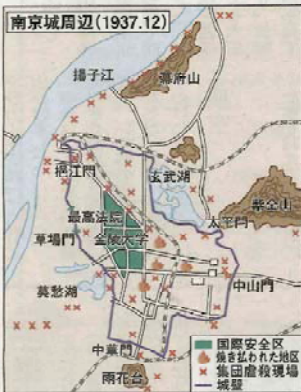 南京城周辺(1937.12)
揚子江
幕府山
挹江門
玄武湖
紫金山
最高法院
太平門
草場門
金陵大学
莫愁湖
中山門
中華門
雨花台
国際安全区
焼き払われた地区
集団虐殺現場
城壁